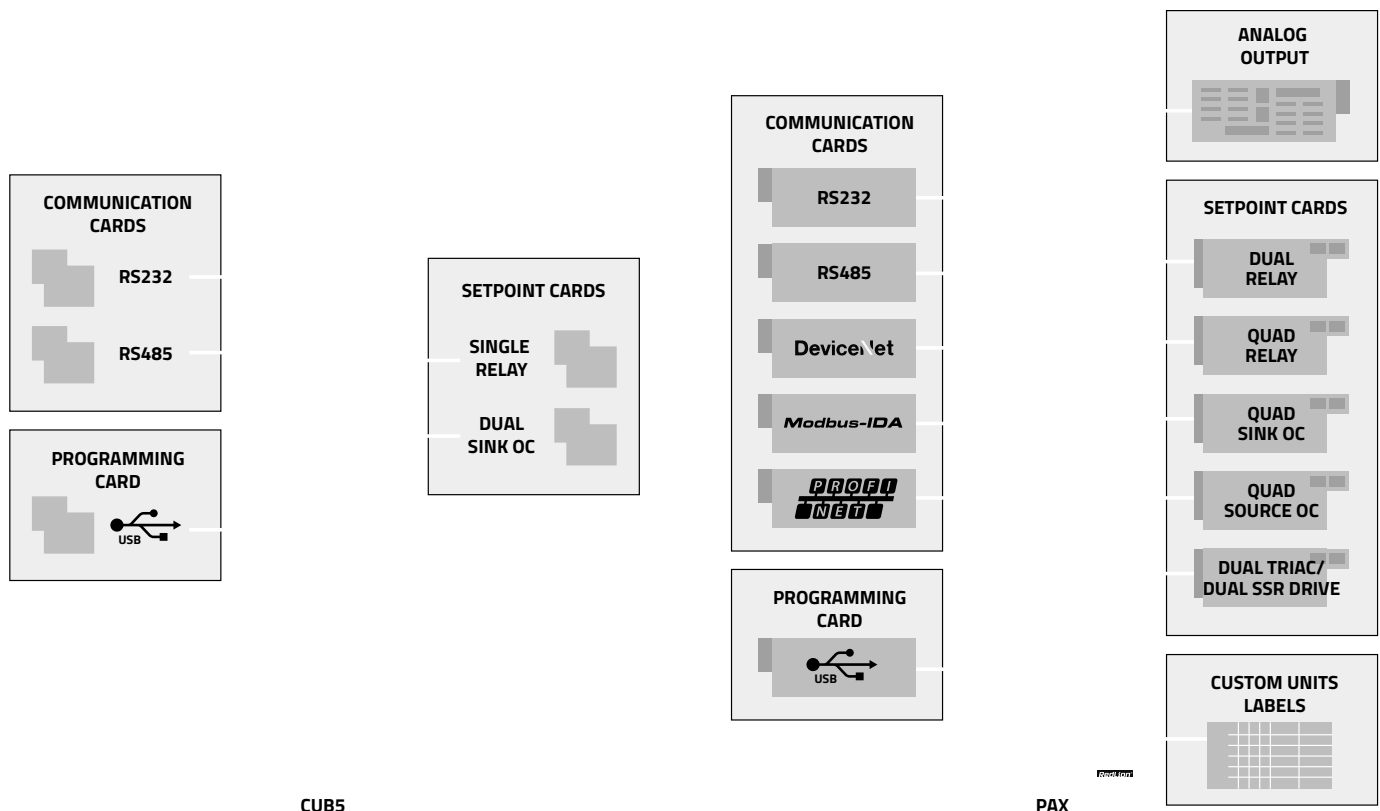 COMMUNICATION
CARDS
RS232
RS485
PROGRAMMING
CARD
USB
SETPOINT CARDS
SINGLE
RELAY
DUAL
SINK OC
CUB5
COMMUNICATION
CARDS
RS232
RS485
DeviceNet
Modbus-IDA
PROFI
NET
PROGRAMMING
CARD
USB
ANALOG
OUTPUT
SETPOINT CARDS
DUAL
RELAY
QUAD
RELAY
QUAD
SINK OC
QUAD
SOURCE OC
DUAL TRIAC/
DUAL SSR DRIVE
CUSTOM UNITS
LABELS
RedLion
PAX